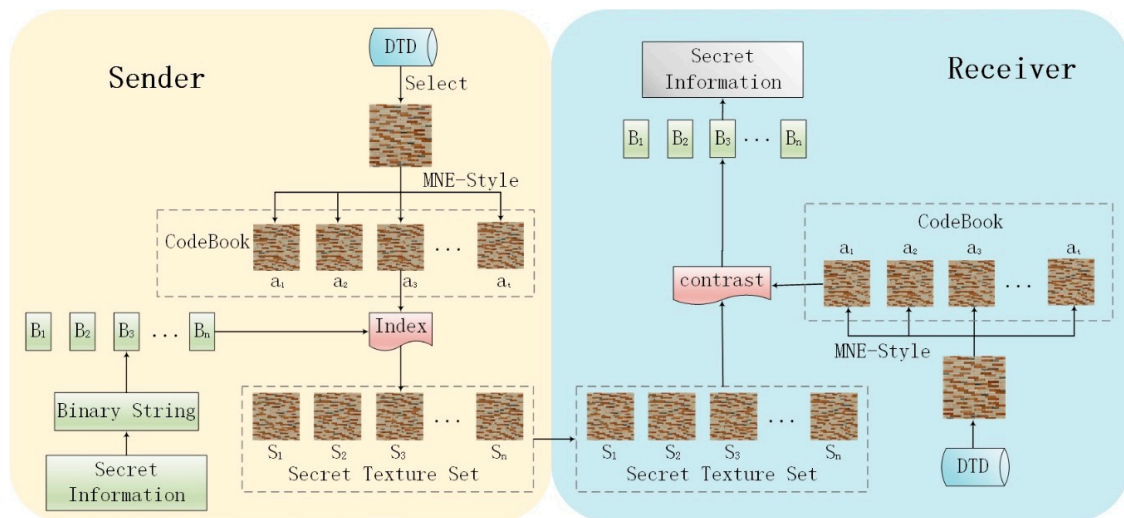 Sender
DTD
Select
MNE-Style
CodeBook
...
a₁ a₂ a₃ aₜ
B₁ B₂ B₃ ... Bₙ
Index
Binary String
Secret
Information
...
S₁ S₂ S₃ Sₙ
Secret Texture Set
Receiver
Secret
Information
B₁ B₂ B₃ ... Bₙ
CodeBook
a₁ a₂ a₃ aₜ
...
contrast
MNE-Style
DTD
...
S₁ S₂ S₃ Sₙ
Secret Texture Set